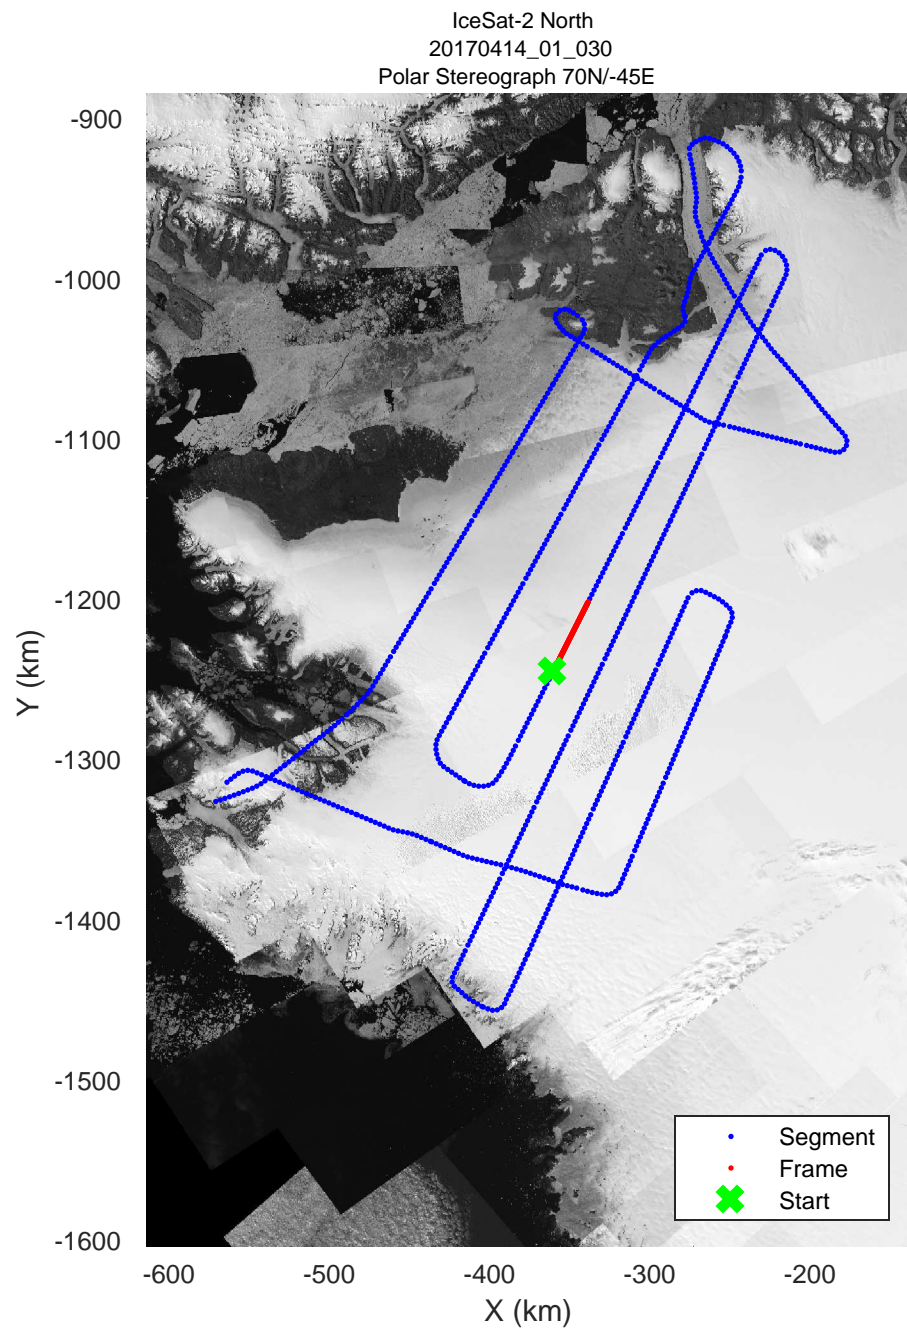 IceSat-2 North
20170414_01_030
Polar Stereograph 70N/-45E
-900
-1000
-1100
-1200
-1300
-1400
-1500
-1600
Y (km)
Segment
Frame
Start
-600 -500 -400 -300 -200
X (km)